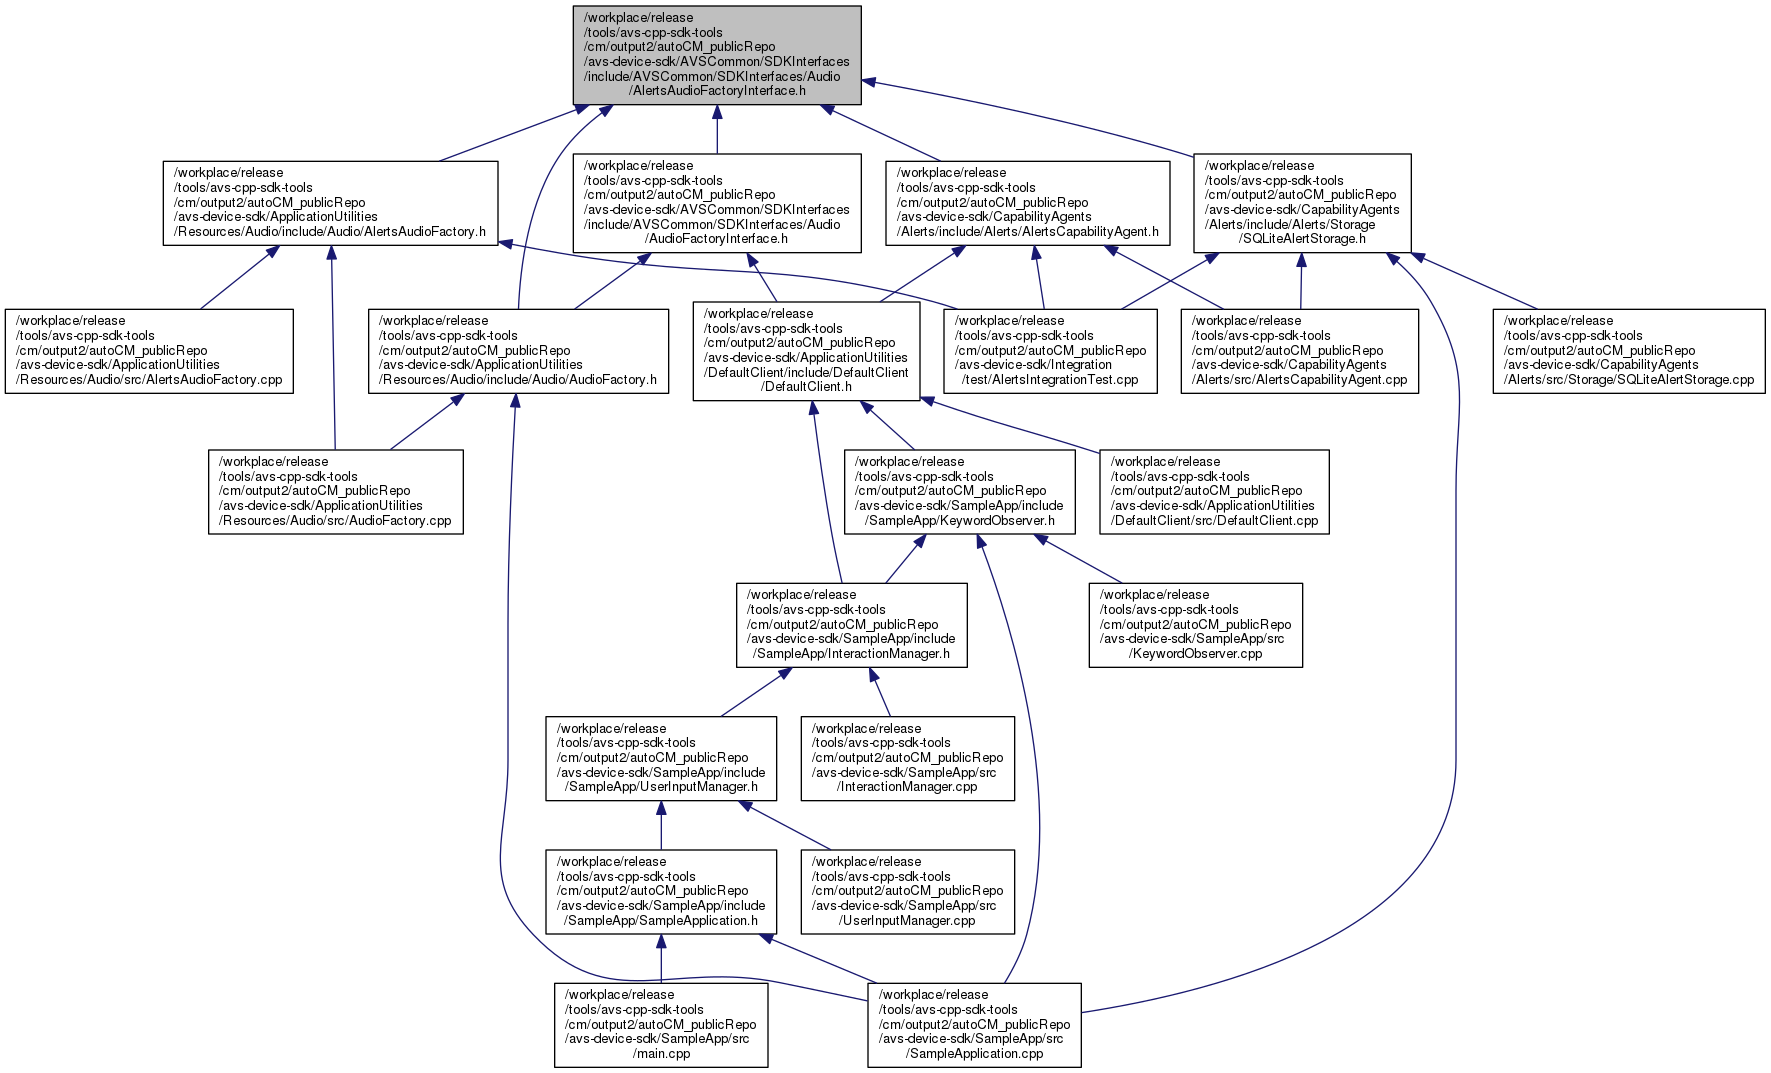 /workplace/release
/tools/avs-cpp-sdk-tools
/cm/output2/autoCM_publicRepo
/avs-device-sdk/AVSCommon/SDKInterfaces
/include/AVSCommon/SDKInterfaces/Audio
/AlertsAudioFactoryInterface.h
/workplace/release
/tools/avs-cpp-sdk-tools
/cm/output2/autoCM_publicRepo
/avs-device-sdk/ApplicationUtilities
/Resources/Audio/include/Audio/AlertsAudioFactory.h
/workplace/release
/tools/avs-cpp-sdk-tools
/cm/output2/autoCM_publicRepo
/avs-device-sdk/AVSCommon/SDKInterfaces
/include/AVSCommon/SDKInterfaces/Audio
/AudioFactoryInterface.h
/workplace/release
/tools/avs-cpp-sdk-tools
/cm/output2/autoCM_publicRepo
/avs-device-sdk/CapabilityAgents
/Alerts/include/Alerts/AlertsCapabilityAgent.h
/workplace/release
/tools/avs-cpp-sdk-tools
/cm/output2/autoCM_publicRepo
/avs-device-sdk/CapabilityAgents
/Alerts/include/Alerts/Storage
/SQLiteAlertStorage.h
/workplace/release
/tools/avs-cpp-sdk-tools
/cm/output2/autoCM_publicRepo
/avs-device-sdk/ApplicationUtilities
/Resources/Audio/src/AlertsAudioFactory.cpp
/workplace/release
/tools/avs-cpp-sdk-tools
/cm/output2/autoCM_publicRepo
/avs-device-sdk/ApplicationUtilities
/Resources/Audio/include/Audio/AudioFactory.h
/workplace/release
/tools/avs-cpp-sdk-tools
/cm/output2/autoCM_publicRepo
/avs-device-sdk/ApplicationUtilities
/DefaultClient/include/DefaultClient
/DefaultClient.h
/workplace/release
/tools/avs-cpp-sdk-tools
/cm/output2/autoCM_publicRepo
/avs-device-sdk/Integration
/test/AlertsIntegrationTest.cpp
/workplace/release
/tools/avs-cpp-sdk-tools
/cm/output2/autoCM_publicRepo
/avs-device-sdk/CapabilityAgents
/Alerts/src/AlertsCapabilityAgent.cpp
/workplace/release
/tools/avs-cpp-sdk-tools
/cm/output2/autoCM_publicRepo
/avs-device-sdk/CapabilityAgents
/Alerts/src/Storage/SQLiteAlertStorage.cpp
/workplace/release
/tools/avs-cpp-sdk-tools
/cm/output2/autoCM_publicRepo
/avs-device-sdk/ApplicationUtilities
/Resources/Audio/src/AudioFactory.cpp
/workplace/release
/tools/avs-cpp-sdk-tools
/cm/output2/autoCM_publicRepo
/avs-device-sdk/SampleApp/include
/SampleApp/KeywordObserver.h
/workplace/release
/tools/avs-cpp-sdk-tools
/cm/output2/autoCM_publicRepo
/avs-device-sdk/ApplicationUtilities
/DefaultClient/src/DefaultClient.cpp
/workplace/release
/tools/avs-cpp-sdk-tools
/cm/output2/autoCM_publicRepo
/avs-device-sdk/SampleApp/include
/SampleApp/InteractionManager.h
/workplace/release
/tools/avs-cpp-sdk-tools
/cm/output2/autoCM_publicRepo
/avs-device-sdk/SampleApp/src
/KeywordObserver.cpp
/workplace/release
/tools/avs-cpp-sdk-tools
/cm/output2/autoCM_publicRepo
/avs-device-sdk/SampleApp/include
/SampleApp/UserInputManager.h
/workplace/release
/tools/avs-cpp-sdk-tools
/cm/output2/autoCM_publicRepo
/avs-device-sdk/SampleApp/src
/InteractionManager.cpp
/workplace/release
/tools/avs-cpp-sdk-tools
/cm/output2/autoCM_publicRepo
/avs-device-sdk/SampleApp/include
/SampleApp/SampleApplication.h
/workplace/release
/tools/avs-cpp-sdk-tools
/cm/output2/autoCM_publicRepo
/avs-device-sdk/SampleApp/src
/UserInputManager.cpp
/workplace/release
/tools/avs-cpp-sdk-tools
/cm/output2/autoCM_publicRepo
/avs-device-sdk/SampleApp/src
/main.cpp
/workplace/release
/tools/avs-cpp-sdk-tools
/cm/output2/autoCM_publicRepo
/avs-device-sdk/SampleApp/src
/SampleApplication.cpp